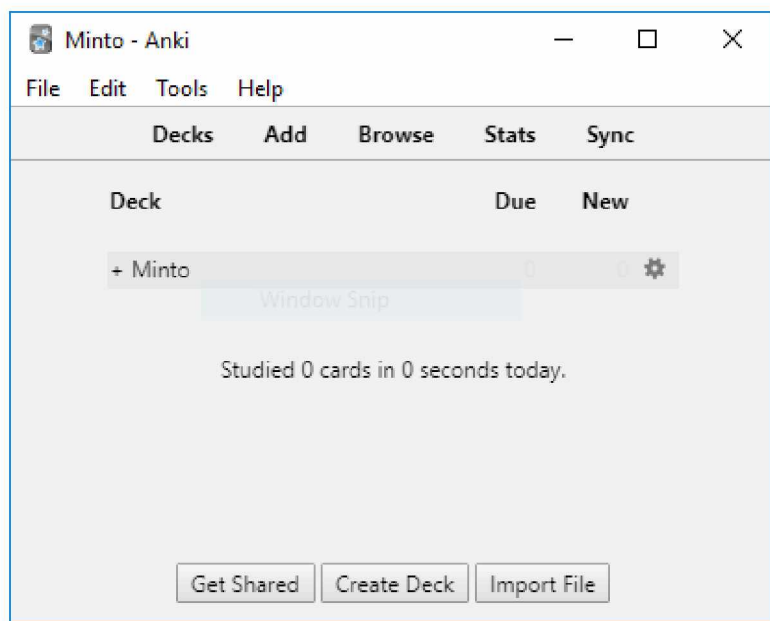 Minto - Anki
File Edit Tools Help
Decks Add Browse Stats Sync
Deck Due New
+ Minto 0 0
Window Snip
Studied 0 cards in 0 seconds today.
Get Shared Create Deck Import File